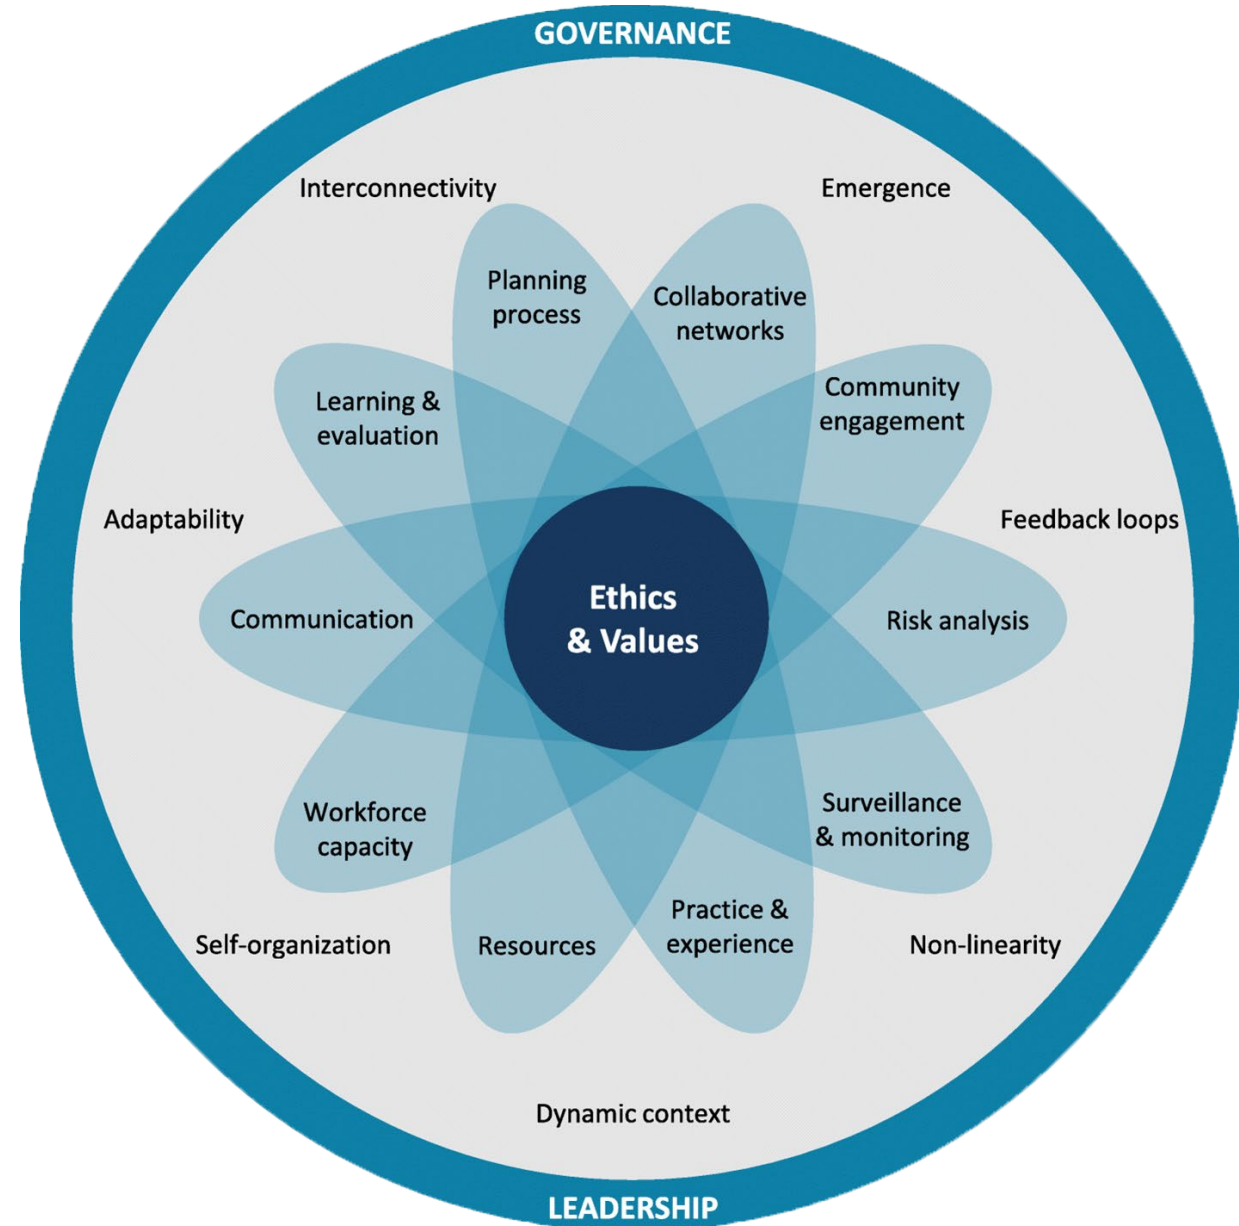 GOVERNANCE
Interconnectivity
Emergence
Planning
process
Collaborative
networks
Learning &
evaluation
Community
engagement
Adaptability
Feedback loops
Ethics
& Values
Communication
Risk analysis
Workforce
capacity
Surveillance
& monitoring
Self-organization
Resources
Practice &
experience
Non-linearity
Dynamic context
LEADERSHIP